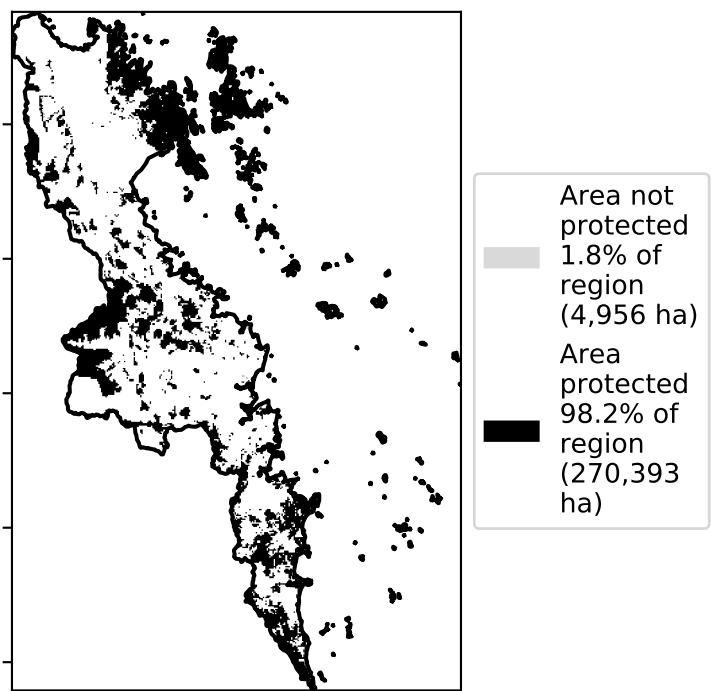 Area not
protected
1.8% of
region
(4,956 ha)
Area
protected
98.2% of
region
(270,393
ha)